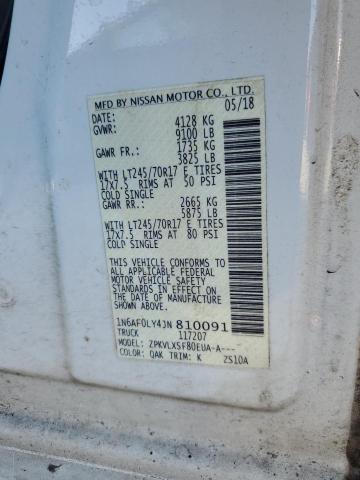 MFD BY NISSAN MOTOR CO., LTD.
DATE: 05/18
GVWR: 4128 KG
9100 LB
GAWR FR.: 1735 KG
3825 LB
WITH LT245/70R17 E TIRES
17X7.5 RIMS AT 50 PSI
COLD SINGLE
GAWR RR.: 2665 KG
5875 LB
WITH LT245/70R17 E TIRES
17X7.5 RIMS AT 80 PSI
COLD SINGLE
THIS VEHICLE CONFORMS TO
ALL APPLICABLE FEDERAL
MOTOR VEHICLE SAFETY
STANDARDS IN EFFECT ON
THE DATE OF MANUFACTURE
SHOWN ABOVE.
1N6AF0LY4JN 810091
TRUCK 117207
MODEL: ZPKVLXSF80EUA-A---
COLOR: QAK TRIM: K ZS10A